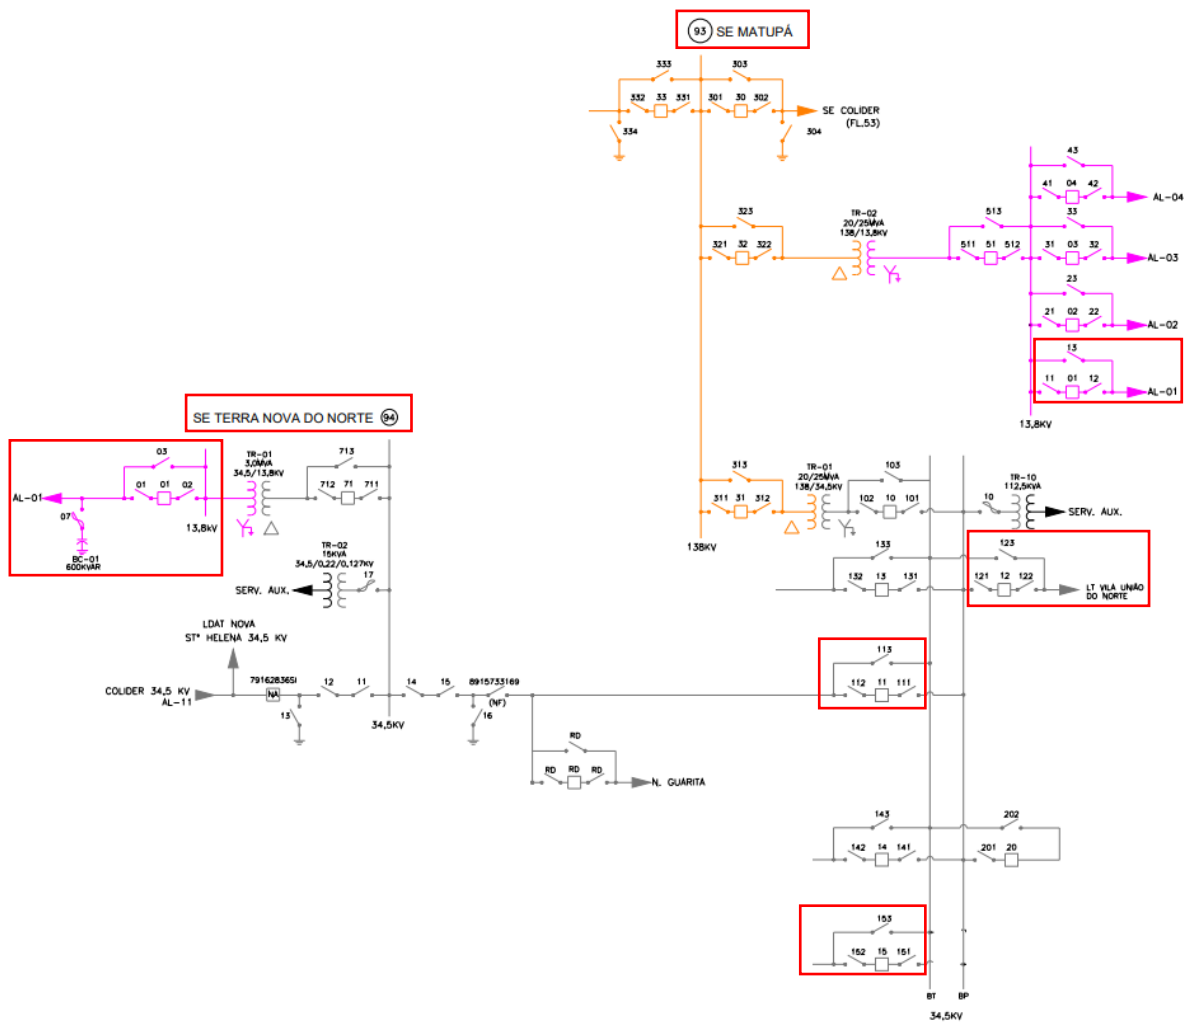 93 SE MATUPÁ
333
303
332
33
331
301
30
302
SE COLÍDER
(FL.53)
334
304
43
41
04
42
AL-04
323
TR-02
20/25MVA
138/13,8KV
513
33
321
32
322
511
51
512
31
03
32
AL-03
23
21
02
22
AL-02
13
11
01
12
AL-01
13,8KV
SE TERRA NOVA DO NORTE 94
03
TR-01
3,0MVA
34,5/13,8KV
713
AL-01
01
01
02
712
71
711
07
13,8kV
BC-01
600KVAR
313
TR-01
20/25MVA
138/34,5KV
103
TR-10
112,5KVA
311
31
312
102
10
101
10
SERV. AUX.
138KV
TR-02
15KVA
34,5/0,22/0,127KV
17
SERV. AUX.
133
123
132
13
131
121
12
122
LT VILA UNIÃO
DO NORTE
LDAT NOVA
STª HELENA 34,5 KV
113
COLIDER 34,5 KV
AL-11
79162836SI
NA
12
11
14
15
8915733169
(NF)
112
11
111
13
16
34,5KV
RD
RD
RD
RD
N. GUARITA
143
202
142
14
141
201
20
153
152
15
151
BT
BP
34,5KV